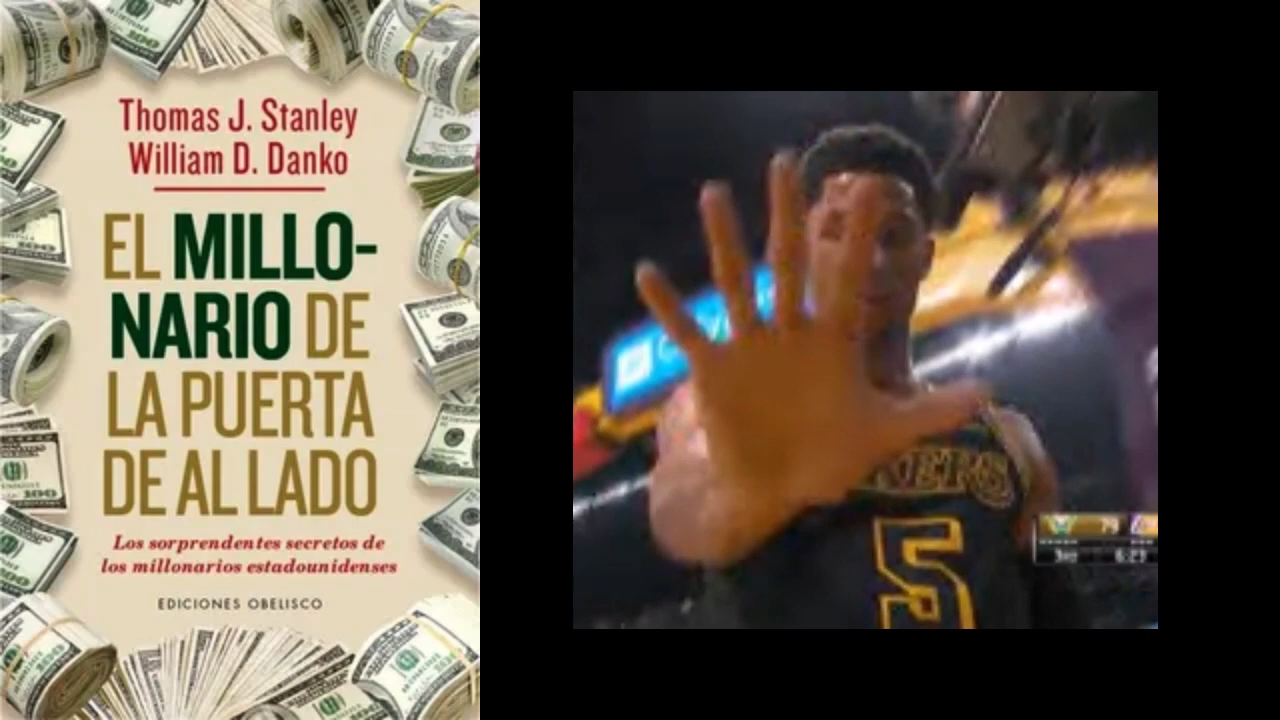 Thomas J. Stanley
William D. Danko
EL MILLO-
NARIO DE
LA PUERTA
DE AL LADO
Los sorprendentes secretos de
los millonarios estadounidenses
EDICIONES OBELISCO
5